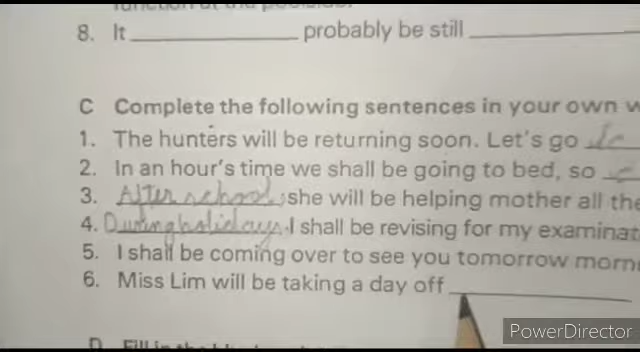 8. It ____________ probably be still ____________
C Complete the following sentences in your own
1. The hunters will be returning soon. Let's go
2. In an hour's time we shall be going to bed, so
3. After school, she will be helping mother all the
4. During holidays I shall be revising for my examinat
5. I shall be coming over to see you tomorrow morn
6. Miss Lim will be taking a day off ____________
PowerDirector